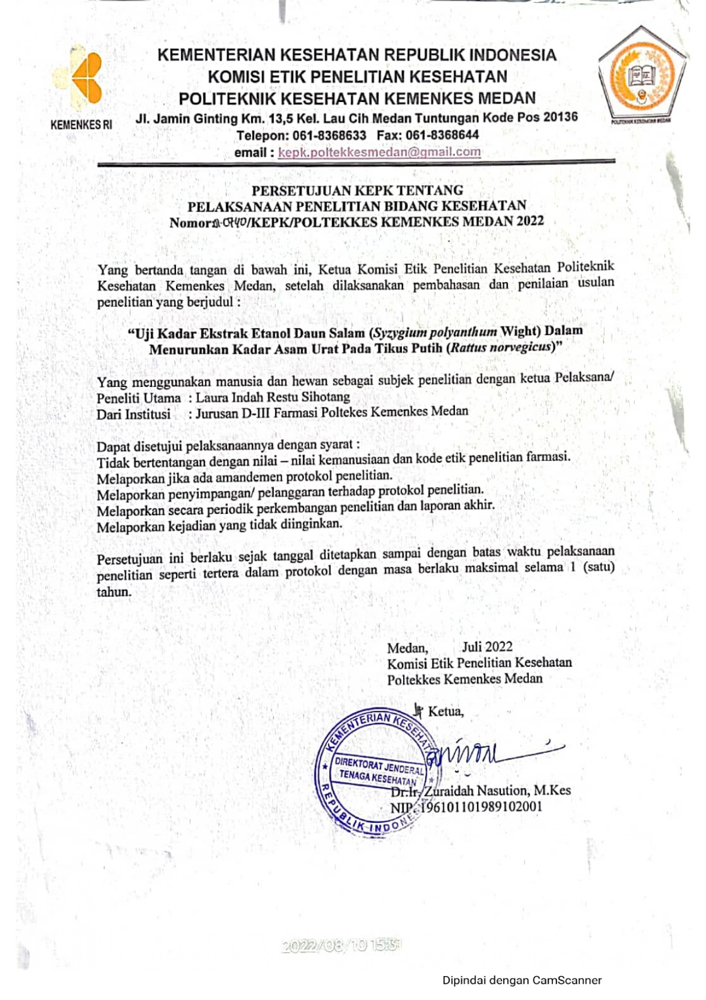 KEMENTERIAN KESEHATAN REPUBLIK INDONESIA
KOMISI ETIK PENELITIAN KESEHATAN
POLITEKNIK KESEHATAN KEMENKES MEDAN
KEMENKES RI
Jl. Jamin Ginting Km. 13,5 Kel. Lau Cih Medan Tuntungan Kode Pos 20136
POLITEKNIK KESEHATAN MEDAN
Telepon: 061-8368633 Fax: 061-8368644
email : kepk.poltekkesmedan@gmail.com
PERSETUJUAN KEPK TENTANG
PELAKSANAAN PENELITIAN BIDANG KESEHATAN
/KEPK/POLTEKKES KEMENKES MEDAN 2022
Yang bertanda tangan di bawah ini, Ketua Komisi Etik Penelitian Kesehatan Politeknik
Kesehatan Kemenkes Medan, setelah dilaksanakan pembahasan dan penilaian usulan
penelitian yang berjudul :
“Uji Kadar Ekstrak Etanol Daun Salam (Syzygium polyanthum Wight) Dalam
Menurunkan Kadar Asam Urat Pada Tikus Putih (Rattus norvegicus)”
Yang menggunakan manusia dan hewan sebagai subjek penelitian dengan ketua Pelaksana/
Peneliti Utama : Laura Indah Restu Sihotang
Dari Institusi : Jurusan D-III Farmasi Poltekes Kemenkes Medan
Dapat disetujui pelaksanaannya dengan syarat :
Tidak bertentangan dengan nilai – nilai kemanusiaan dan kode etik penelitian farmasi.
Melaporkan jika ada amandemen protokol penelitian.
Melaporkan penyimpangan/ pelanggaran terhadap protokol penelitian.
Melaporkan secara periodik perkembangan penelitian dan laporan akhir.
Melaporkan kejadian yang tidak diinginkan.
Persetujuan ini berlaku sejak tanggal ditetapkan sampai dengan batas waktu pelaksanaan
penelitian seperti tertera dalam protokol dengan masa berlaku maksimal selama 1 (satu)
tahun.
Medan, Juli 2022
Komisi Etik Penelitian Kesehatan
Poltekkes Kemenkes Medan
Ketua,
KEMENTERIAN KESEHATAN
DIREKTORAT JENDERAL
TENAGA KESEHATAN
REPUBLIK INDONESIA
Dr.Ir. Zuraidah Nasution, M.Kes
NIP. 196101101989102001
2022/08/10 15:31
Dipindai dengan CamScanner